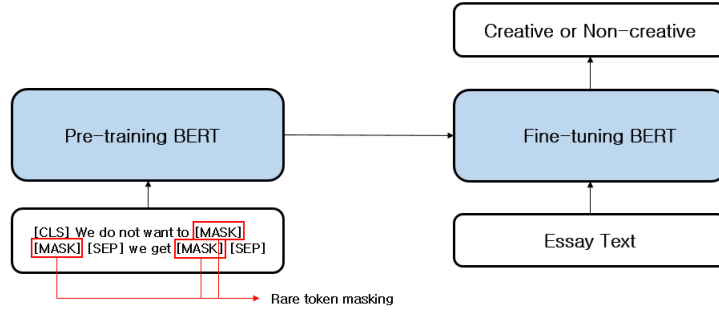 Creative or Non-creative
Pre-training BERT
Fine-tuning BERT
[CLS] We do not want to [MASK]
[MASK] [SEP] we get [MASK] [SEP]
Essay Text
Rare token masking